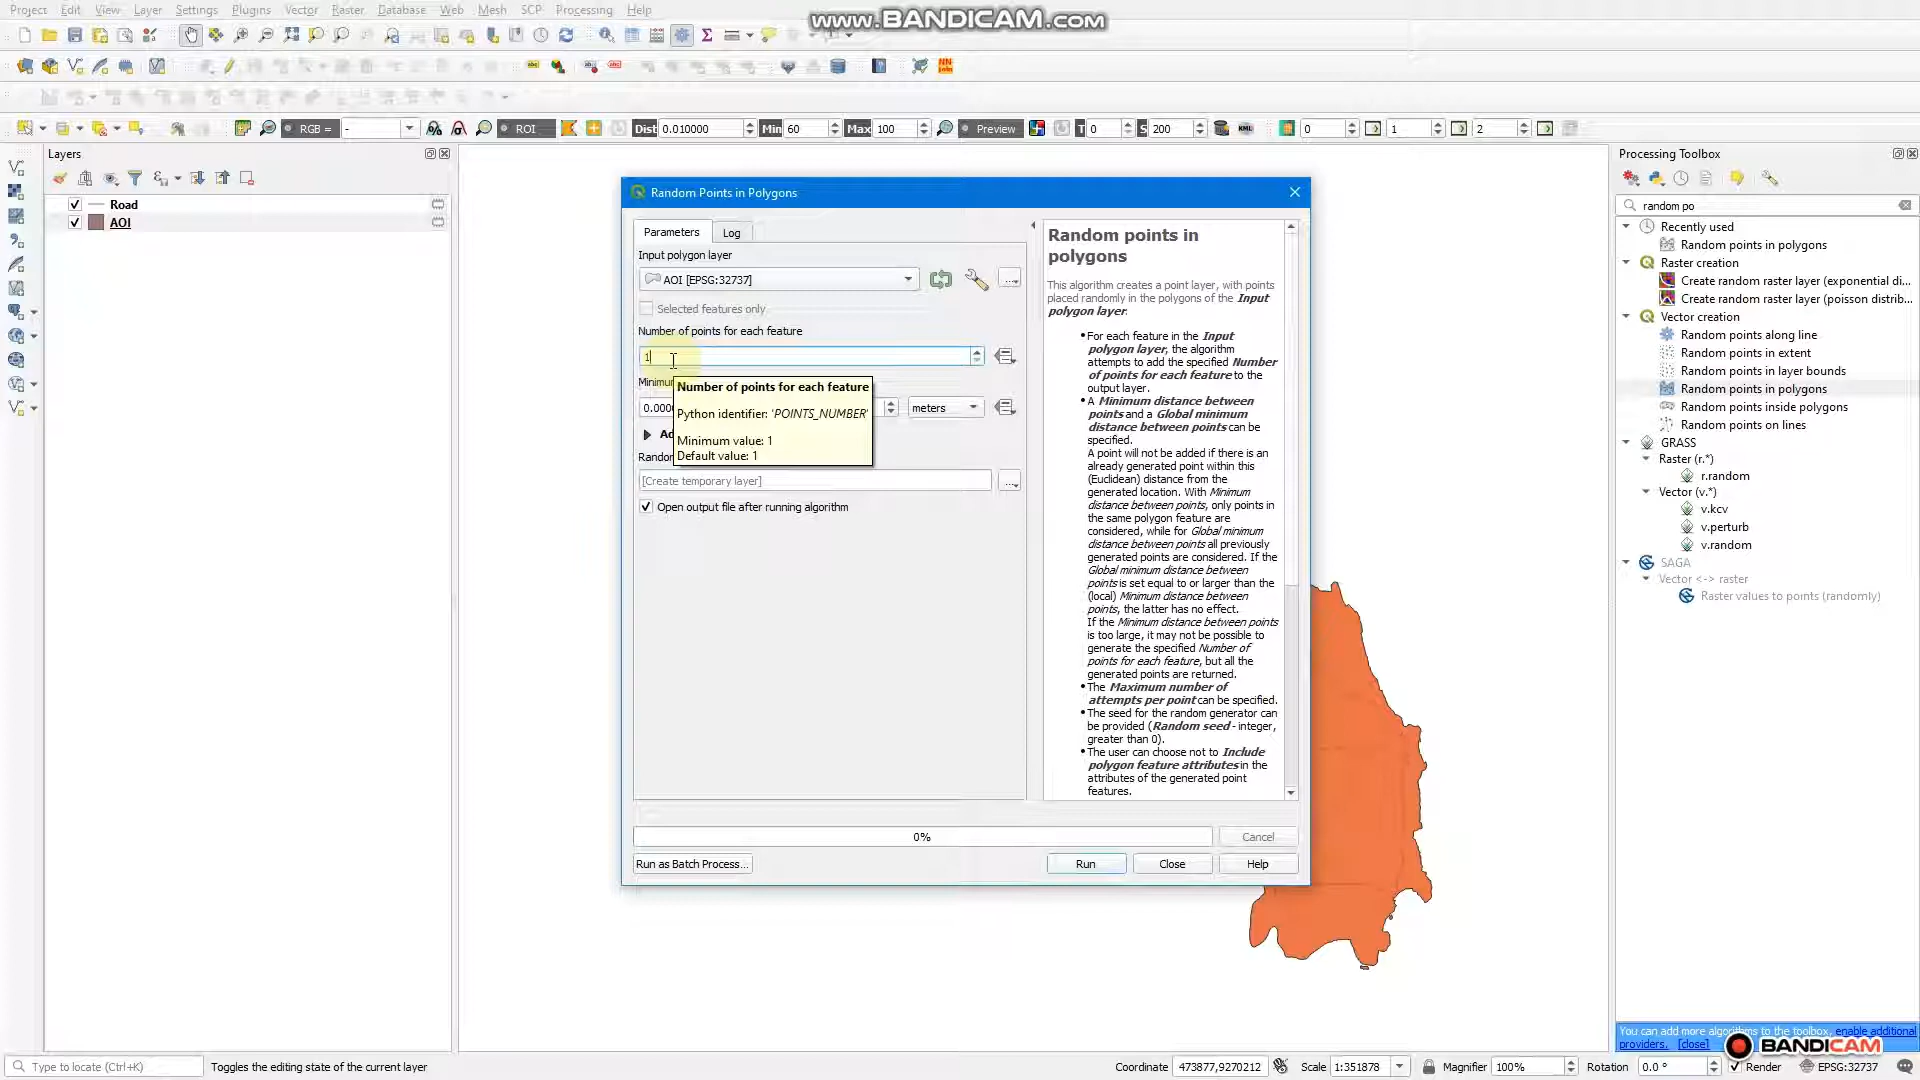 www.BANDICAM.com
Project Edit View Layer Settings Plugins Vector Raster Database Web Mesh SCP Processing Help
RGB = - ROI Dist 0.010000 Min 60 Max 100 Preview T 0 S 200 KML 0 1 2
Layers
Road
AOI
Random Points in Polygons
Parameters Log
Input polygon layer
AOI [EPSG:32737]
Selected features only
Number of points for each feature
1
Number of points for each feature
Python identifier: 'POINTS_NUMBER'
Minimum value: 1
Default value: 1
meters
[Create temporary layer]
Open output file after running algorithm
Random points in
polygons
This algorithm creates a point layer, with points
placed randomly in the polygons of the Input
polygon layer.
•For each feature in the Input
polygon layer, the algorithm
attempts to add the specified Number
of points for each feature to the
output layer.
•A Minimum distance between
points and a Global minimum
distance between points can be
specified.
A point will not be added if there is an
already generated point within this
(Euclidean) distance from the
generated location. With Minimum
distance between points, only points in
the same polygon feature are
considered, while for Global minimum
distance between points all previously
generated points are considered. If the
Global minimum distance between
points is set equal to or larger than the
(local) Minimum distance between
points, the latter has no effect.
If the Minimum distance between points
is too large, it may not be possible to
generate the specified Number of
points for each feature, but all the
generated points are returned.
•The Maximum number of
attempts per point can be specified.
•The seed for the random generator can
be provided (Random seed - integer,
greater than 0).
•The user can choose not to Include
polygon feature attributes in the
attributes of the generated point
features.
0%
Cancel
Run as Batch Process...
Run Close Help
Processing Toolbox
random po
Recently used
Random points in polygons
Raster creation
Create random raster layer (exponential di...
Create random raster layer (poisson distrib...
Vector creation
Random points along line
Random points in extent
Random points in layer bounds
Random points in polygons
Random points inside polygons
Random points on lines
GRASS
Raster (r.*)
r.random
Vector (v.*)
v.kcv
v.perturb
v.random
SAGA
Vector <-> raster
Raster values to points (randomly)
You can add more algorithms to the toolbox, enable additional
providers. [close]
BANDICAM
Type to locate (Ctrl+K) Toggles the editing state of the current layer Coordinate 473877,9270212 Scale 1:351878 Magnifier 100% Rotation 0.0 ° Render EPSG:32737